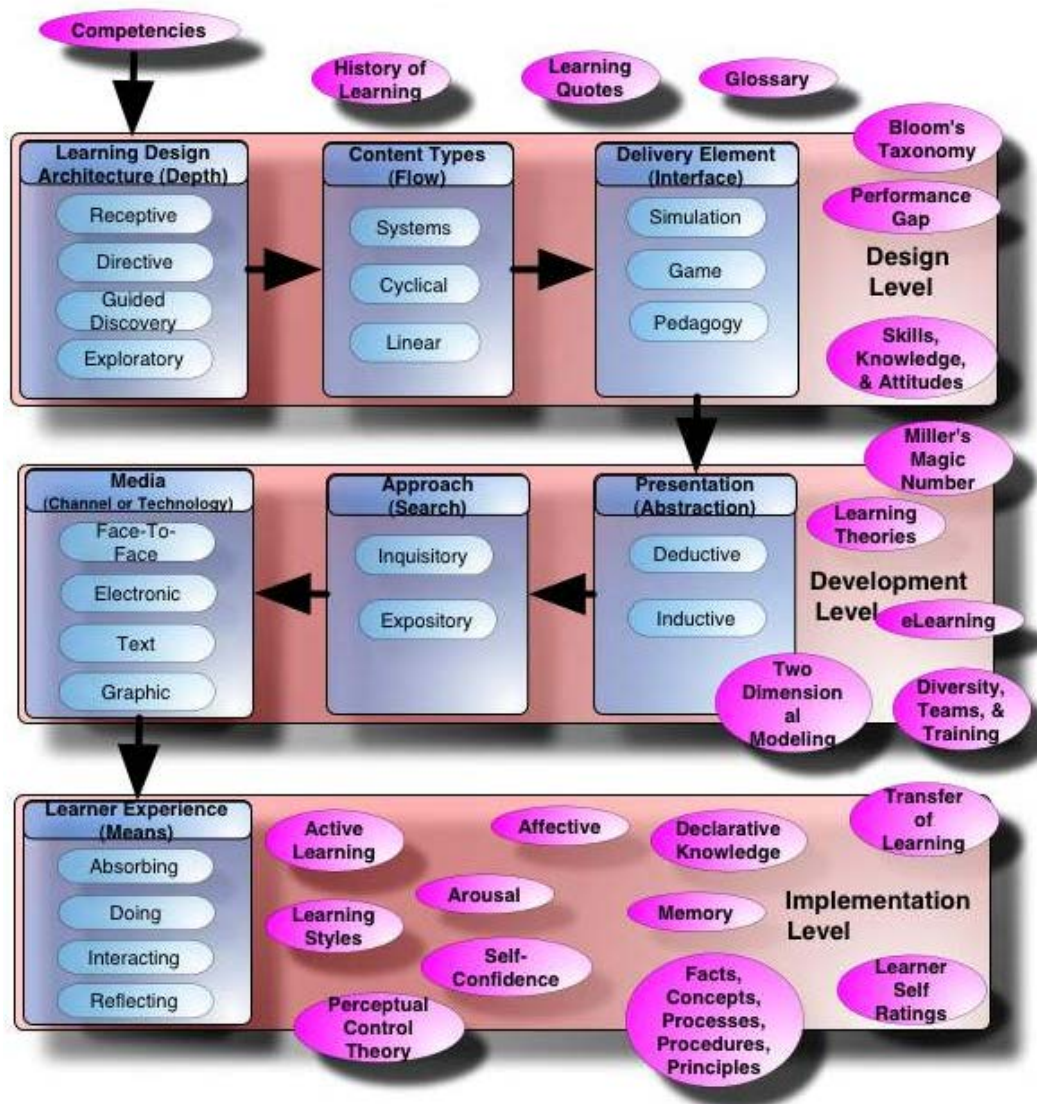 Competencies
History of
Learning
Learning
Quotes
Glossary
Learning Design
Architecture (Depth)
Receptive
Directive
Guided
Discovery
Exploratory
Content Types
(Flow)
Systems
Cyclical
Linear
Delivery Element
(Interface)
Simulation
Game
Pedagogy
Bloom's
Taxonomy
Performance
Gap
Design
Level
Skills,
Knowledge,
& Attitudes
Media
(Channel or Technology)
Face-To-
Face
Electronic
Text
Graphic
Approach
(Search)
Inquisitory
Expository
Presentation
(Abstraction)
Deductive
Inductive
Miller's
Magic
Number
Learning
Theories
Development
Level
eLearning
Two
Dimension
al
Modeling
Diversity,
Teams, &
Training
Learner Experience
(Means)
Absorbing
Doing
Interacting
Reflecting
Active
Learning
Affective
Declarative
Knowledge
Transfer
of
Learning
Arousal
Learning
Styles
Memory
Implementation
Level
Self-
Confidence
Perceptual
Control
Theory
Facts,
Concepts,
Processes,
Procedures,
Principles
Learner
Self
Ratings